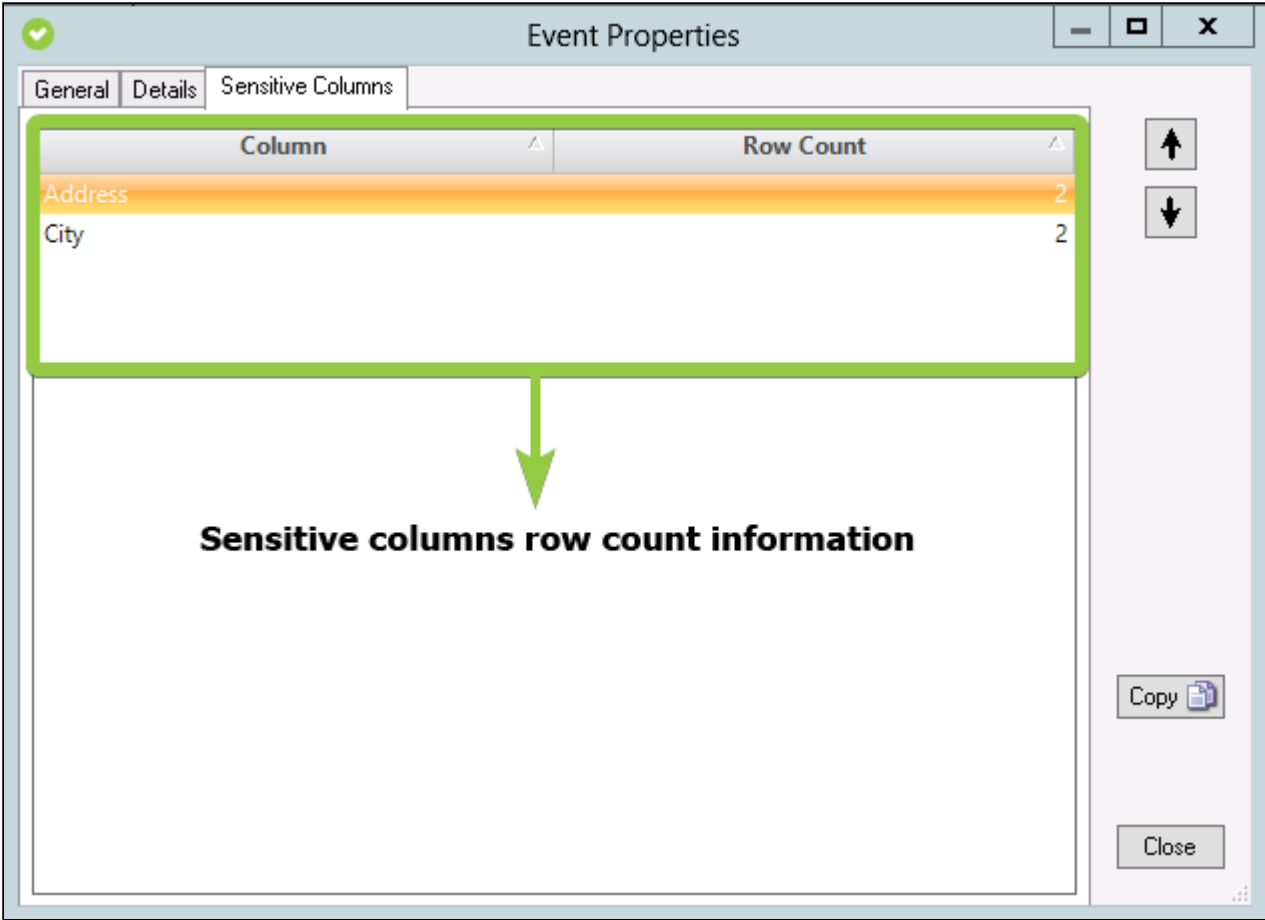 Event Properties
General Details Sensitive Columns
Column Row Count
Address 2
City 2
Sensitive columns row count information
Copy
Close